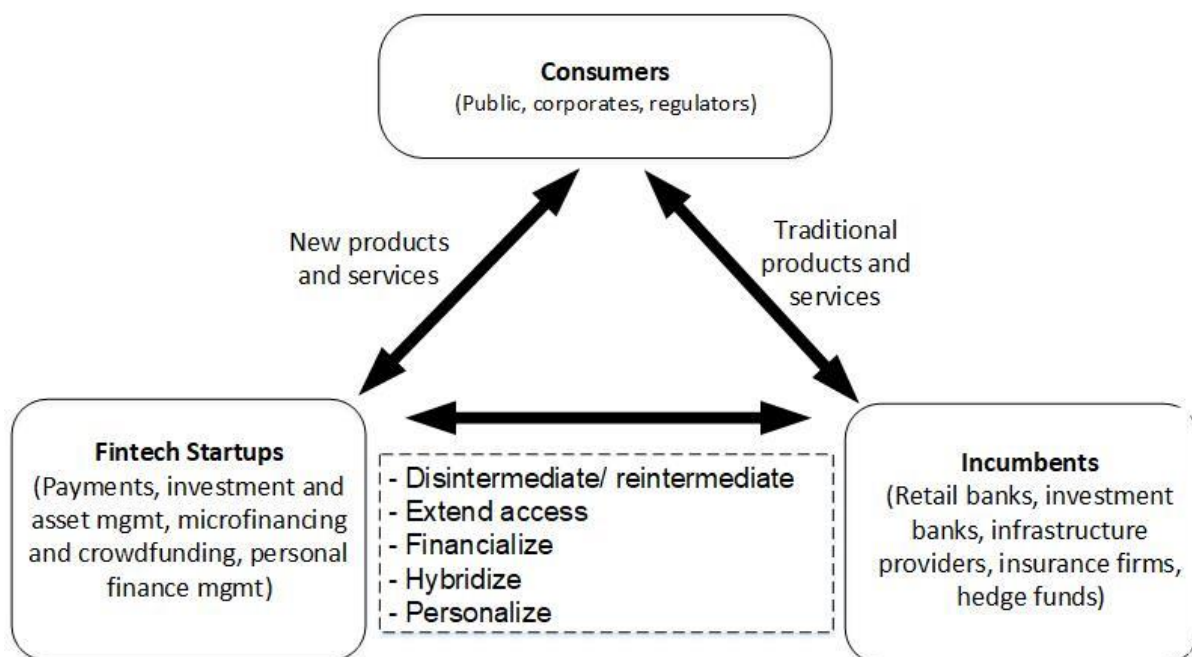 Consumers
(Public, corporates, regulators)
New products
and services
Traditional
products and
services
Fintech Startups
(Payments, investment and
asset mgmt, microfinancing
and crowdfunding, personal
finance mgmt)
- Disintermediate/ reintermediate
- Extend access
- Financialize
- Hybridize
- Personalize
Incumbents
(Retail banks, investment
banks, infrastructure
providers, insurance firms,
hedge funds)